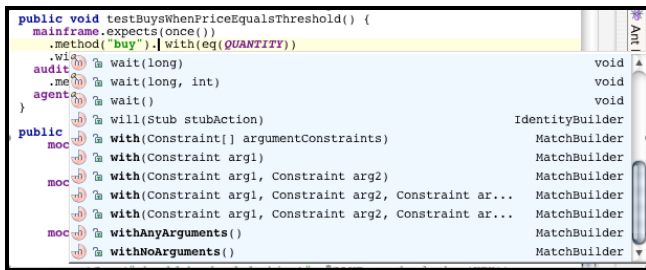 public void testBuysWhenPriceEqualsThreshold() {
mainframe.expects(once())
.method("buy"). with(eq(QUANTITY))
.wi
audit
.me
agent
}
public
moc
moc
moc
wait(long) void
wait(long, int) void
wait() void
will(Stub stubAction) IdentityBuilder
with(Constraint[] argumentConstraints) MatchBuilder
with(Constraint arg1) MatchBuilder
with(Constraint arg1, Constraint arg2) MatchBuilder
with(Constraint arg1, Constraint arg2, Constraint ar... MatchBuilder
with(Constraint arg1, Constraint arg2, Constraint ar... MatchBuilder
withAnyArguments() MatchBuilder
withNoArguments() MatchBuilder
Ant